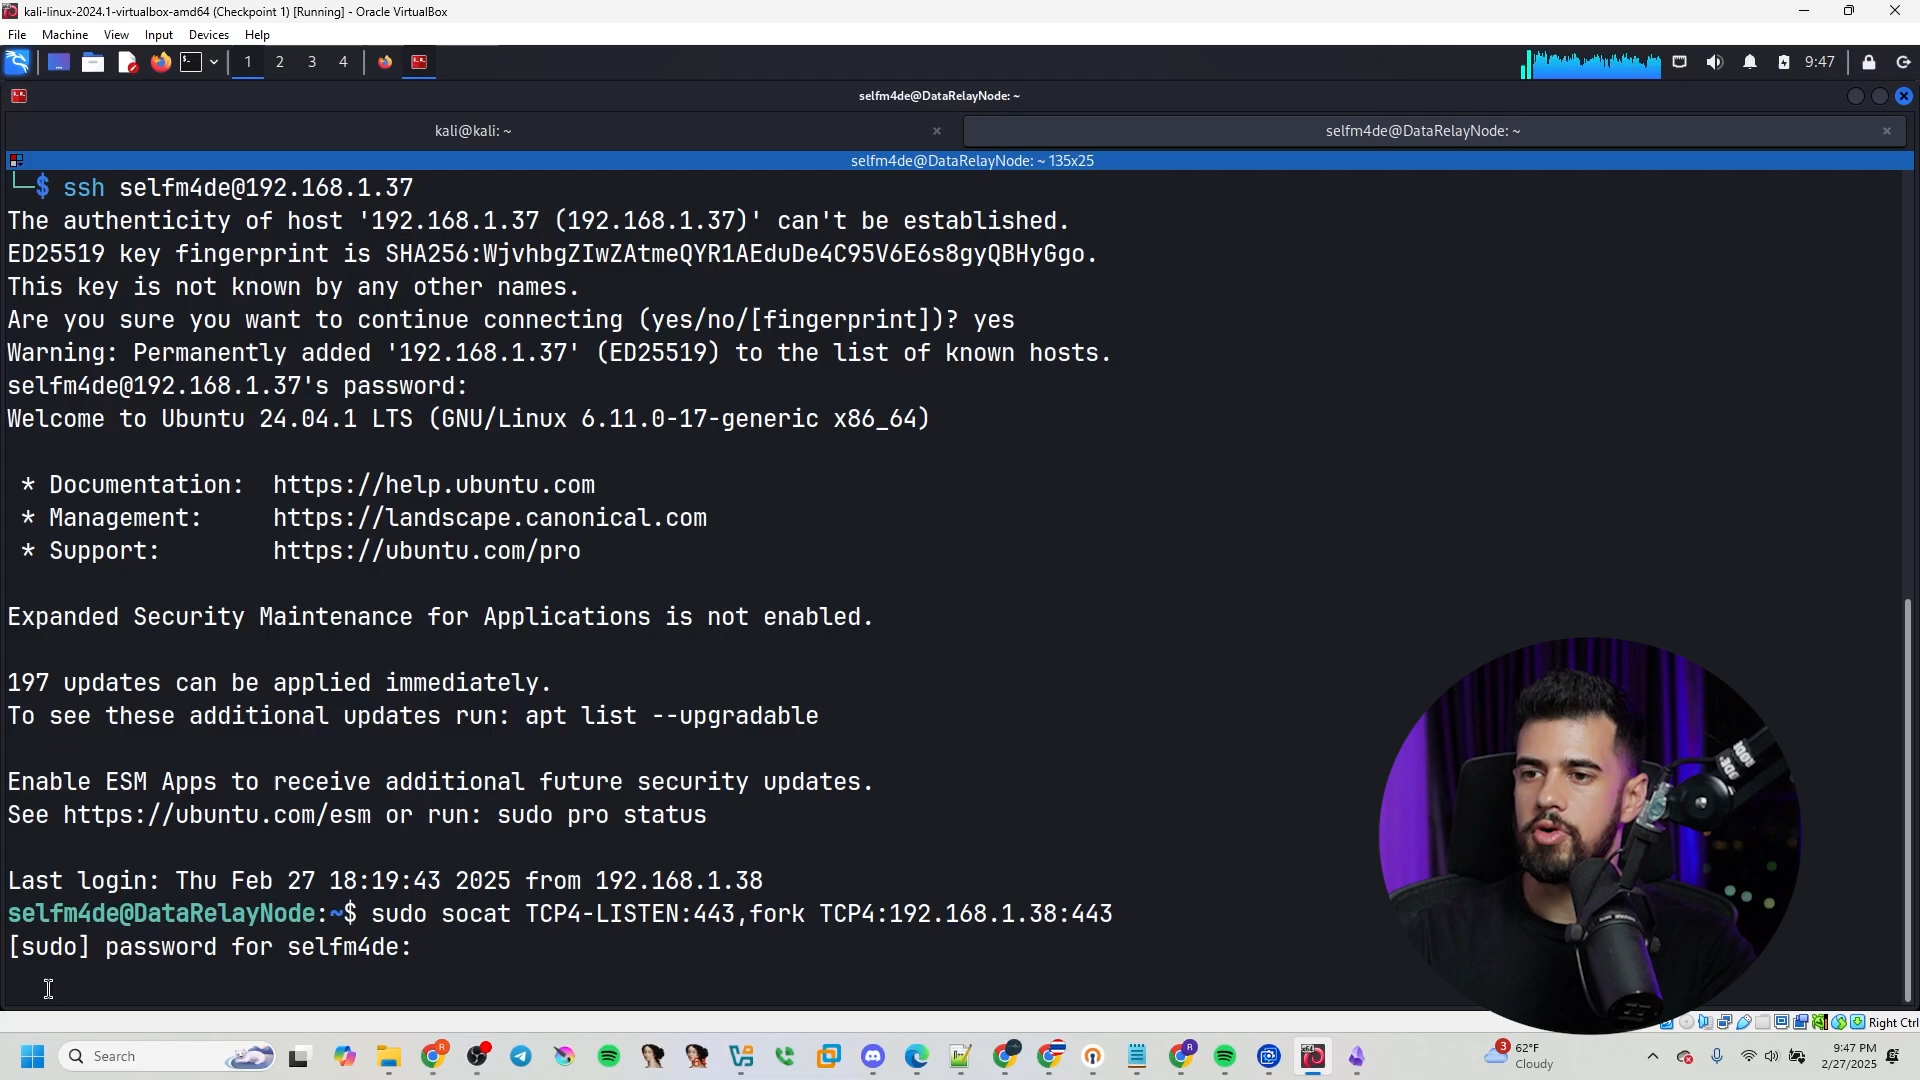 kali-linux-2024.1-virtualbox-amd64 (Checkpoint 1) [Running] - Oracle VirtualBox
File Machine View Input Devices Help
1 2 3 4 9:47
selfm4de@DataRelayNode: ~
kali@kali: ~ selfm4de@DataRelayNode: ~
selfm4de@DataRelayNode: ~ 135x25
└─$ ssh selfm4de@192.168.1.37
The authenticity of host '192.168.1.37 (192.168.1.37)' can't be established.
ED25519 key fingerprint is SHA256:WjvhbgZIwZAtmeQYR1AEduDe4C95V6E6s8gyQBHyGgo.
This key is not known by any other names.
Are you sure you want to continue connecting (yes/no/[fingerprint])? yes
Warning: Permanently added '192.168.1.37' (ED25519) to the list of known hosts.
selfm4de@192.168.1.37's password:
Welcome to Ubuntu 24.04.1 LTS (GNU/Linux 6.11.0-17-generic x86_64)
* Documentation: https://help.ubuntu.com
* Management: https://landscape.canonical.com
* Support: https://ubuntu.com/pro
Expanded Security Maintenance for Applications is not enabled.
197 updates can be applied immediately.
To see these additional updates run: apt list --upgradable
Enable ESM Apps to receive additional future security updates.
See https://ubuntu.com/esm or run: sudo pro status
Last login: Thu Feb 27 18:19:43 2025 from 192.168.1.38
selfm4de@DataRelayNode:~$ sudo socat TCP4-LISTEN:443,fork TCP4:192.168.1.38:443
[sudo] password for selfm4de:
Right Ctrl
Search
3
62°F
Cloudy
9:47 PM
2/27/2025